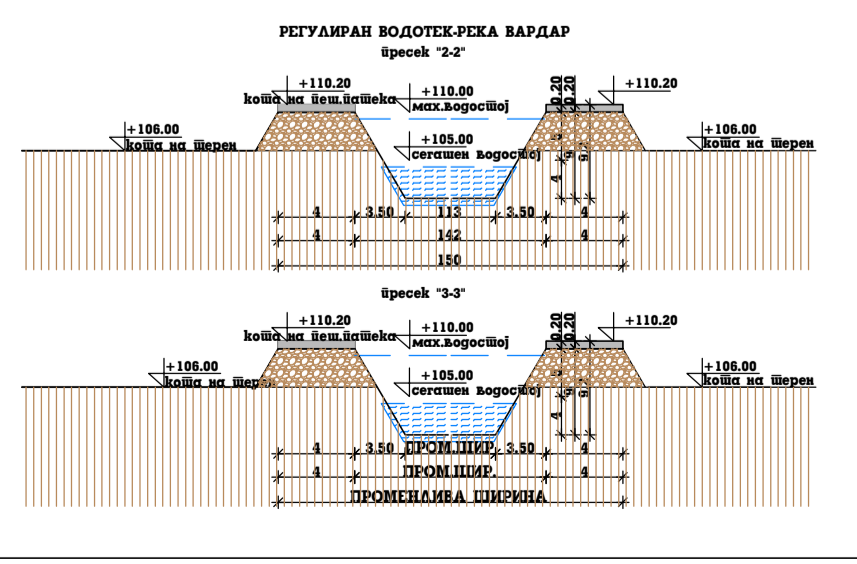 РЕГУЛИРАН ВОДОТЕК-РЕКА ВАРДАР
пресек "2-2"
+110.20
кота на пеш.патека
+110.00
мах.водостој
0.20
0.20
+110.20
+106.00
кота на терен
+105.00
сегашен водостој
4
+106.00
кота на терен
4 3.50 113 3.50 4
4 142 4
150
пресек "3-3"
+110.20
кота на пеш.патека
+110.00
мах.водостој
0.20
0.20
+110.20
+106.00
кота на терен
+105.00
сегашен водостој
4
+106.00
кота на терен
4 3.50 ПРОМ.ШИР. 3.50 4
4 ПРОМ.ШИР. 4
ПРОМЕНЛИВА ШИРИНА